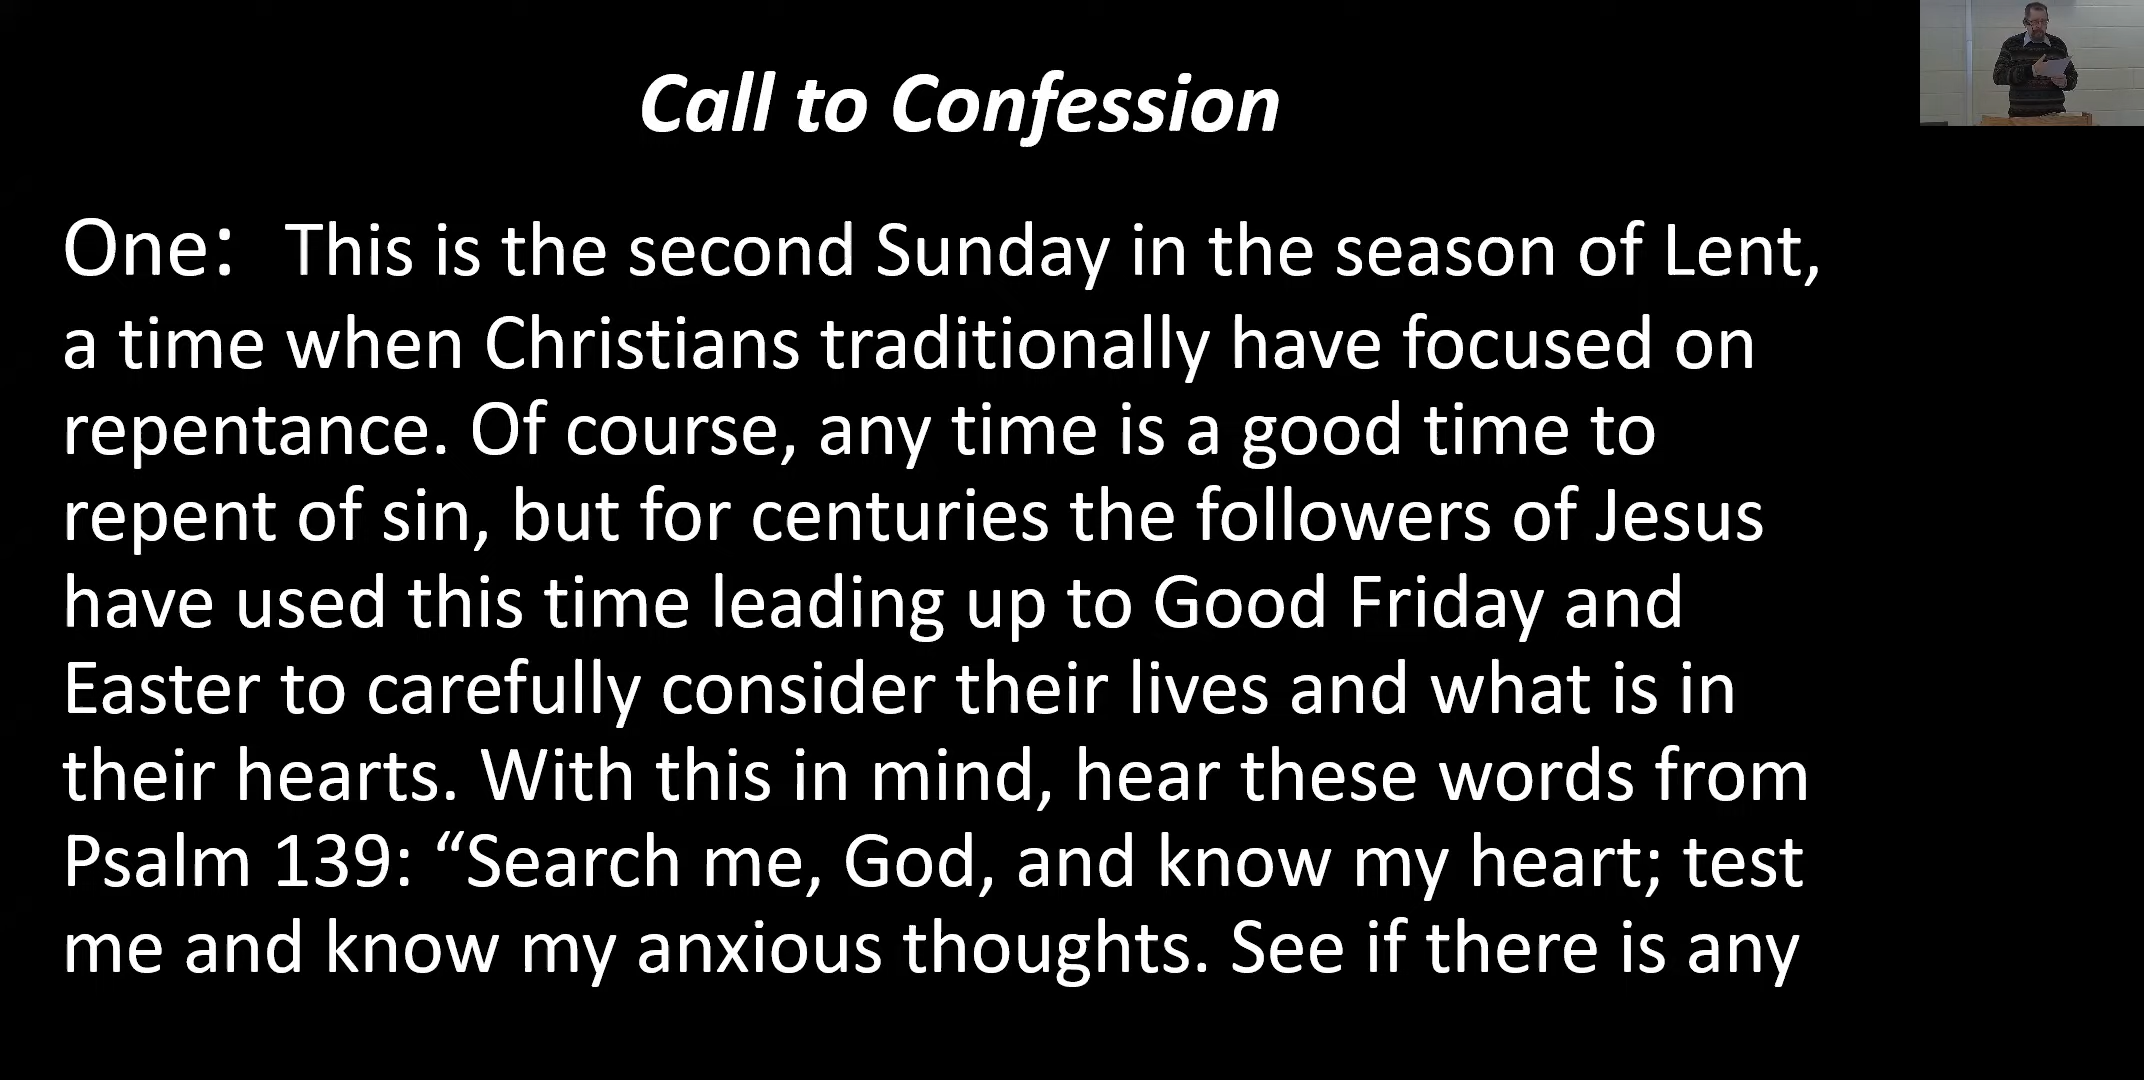 Call to Confession
One: This is the second Sunday in the season of Lent,
a time when Christians traditionally have focused on
repentance. Of course, any time is a good time to
repent of sin, but for centuries the followers of Jesus
have used this time leading up to Good Friday and
Easter to carefully consider their lives and what is in
their hearts. With this in mind, hear these words from
Psalm 139: “Search me, God, and know my heart; test
me and know my anxious thoughts. See if there is any